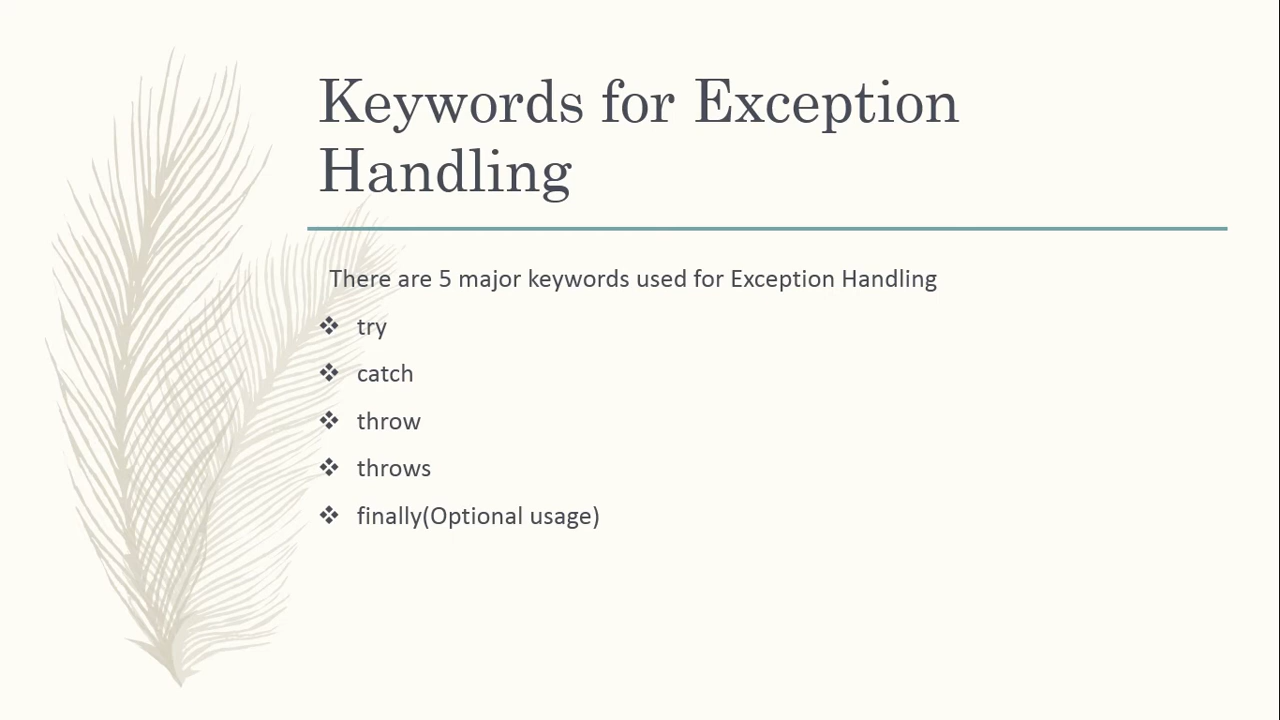 Keywords for Exception
Handling
There are 5 major keywords used for Exception Handling
❖ try
❖ catch
❖ throw
❖ throws
❖ finally(Optional usage)